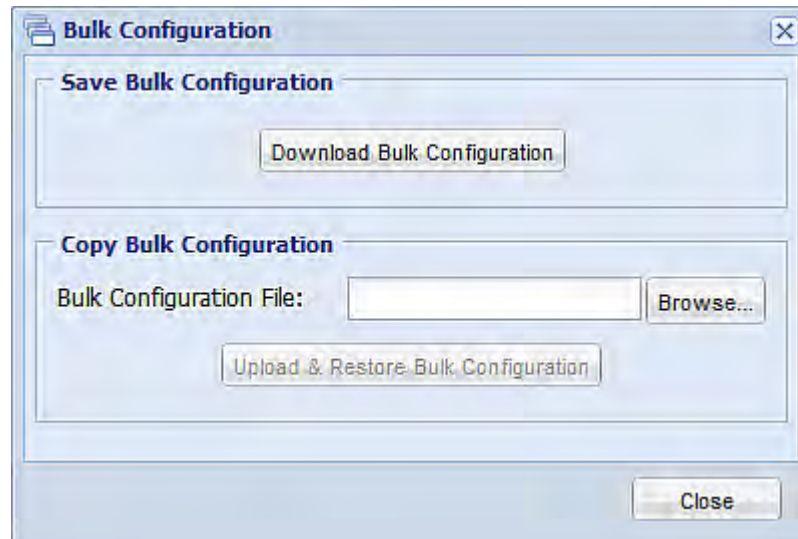 Bulk Configuration
Save Bulk Configuration
Download Bulk Configuration
Copy Bulk Configuration
Bulk Configuration File:
Browse...
Upload & Restore Bulk Configuration
Close